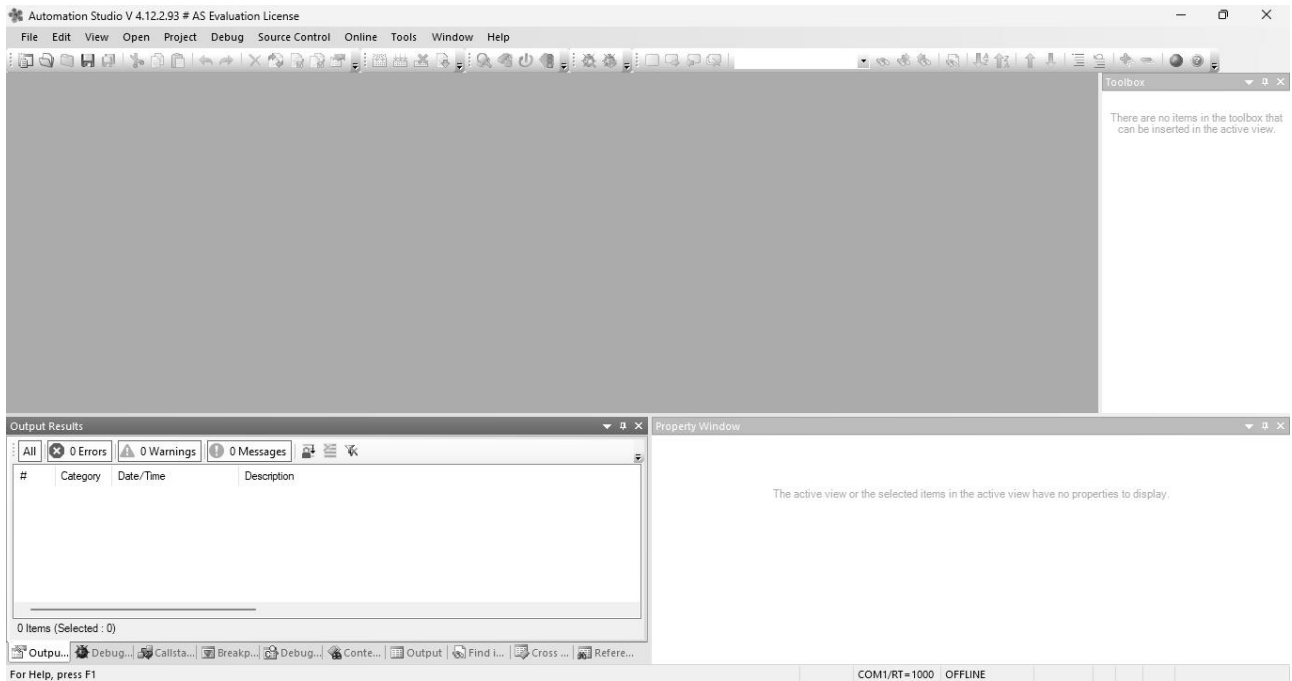 Automation Studio V 4.12.2.93 # AS Evaluation License
File Edit View Open Project Debug Source Control Online Tools Window Help
Toolbox
There are no items in the toolbox that
can be inserted in the active view.
Output Results
All 0 Errors 0 Warnings 0 Messages
# Category Date/Time Description
0 Items (Selected : 0)
Outpu... Debug... Callsta... Breakp... Debug... Conte... Output Find i... Cross ... Refere...
Property Window
The active view or the selected items in the active view have no properties to display.
For Help, press F1 COM1/RT=1000 OFFLINE